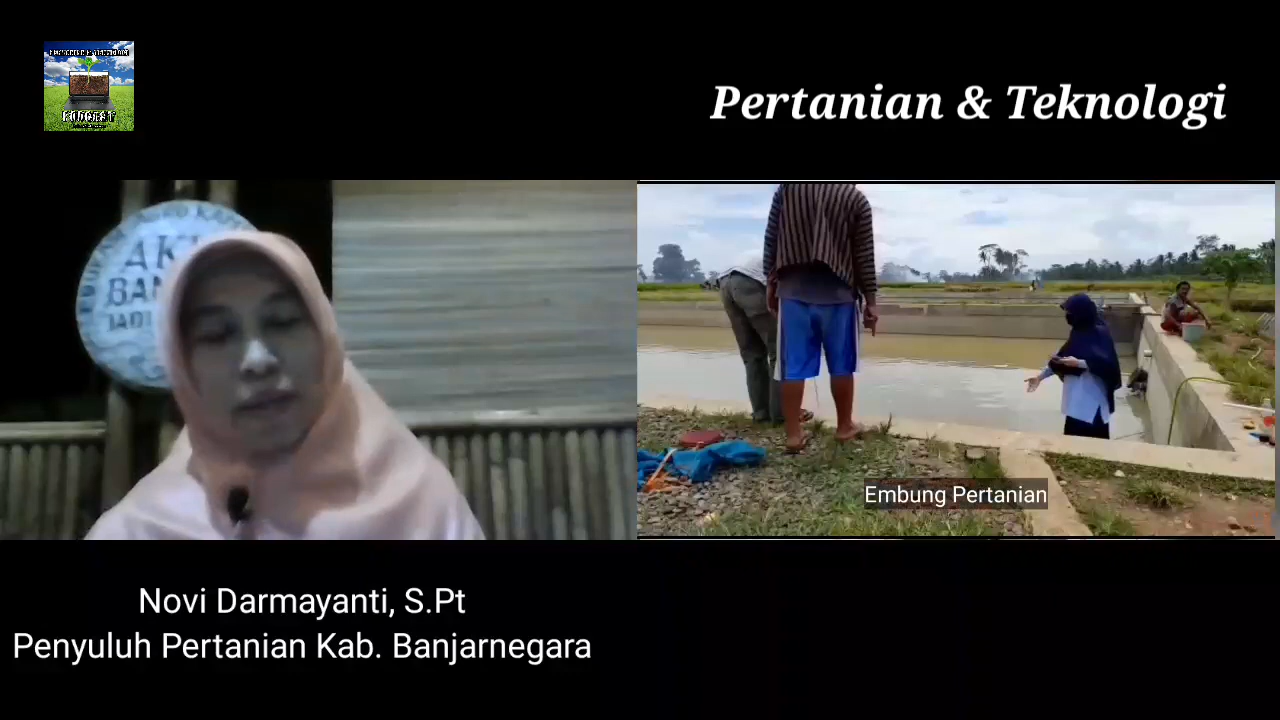 Pertanian & Teknologi
Embung Pertanian
Novi Darmayanti, S.Pt
Penyuluh Pertanian Kab. Banjarnegara